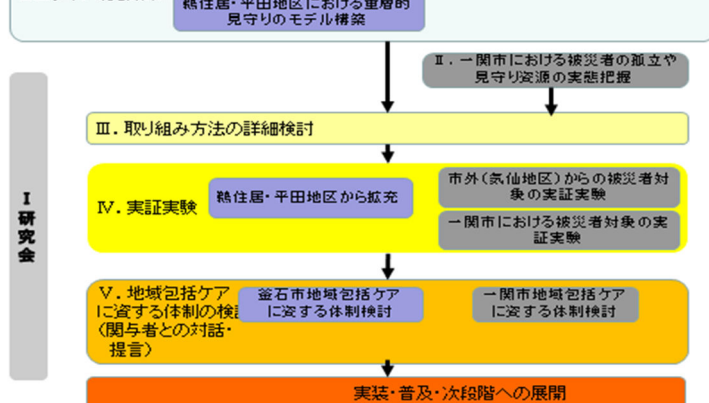 鵜住居・平田地区における重層的
見守りのモデル構築
Ⅱ．一関市における被災者の孤立や
見守り資源の実態把握
Ⅰ
研
究
会
Ⅲ．取り組み方法の詳細検討
Ⅳ．実証実験
鵜住居・平田地区から拡充
市外（気仙地区）からの被災者対
象の実証実験
一関市における被災者対象の実
証実験
Ⅴ．地域包括ケア
に資する体制の検
（関与者との対話・
提言）
釜石市地域包括ケア
に資する体制検討
一関市地域包括ケア
に資する体制検討
実装・普及・次段階への展開